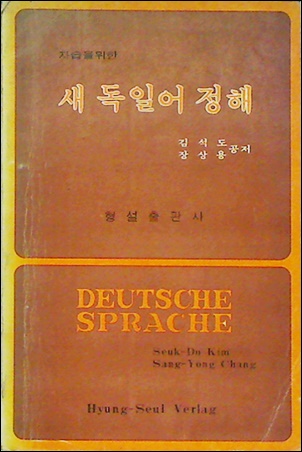 자습을위한
새 독일어 정해
김석도
장상용 공저
형설출판사
DEUTSCHE
SPRACHE
Seuk-Do Kim
Sang-Yong Chang
Hyung-Seul Verlag